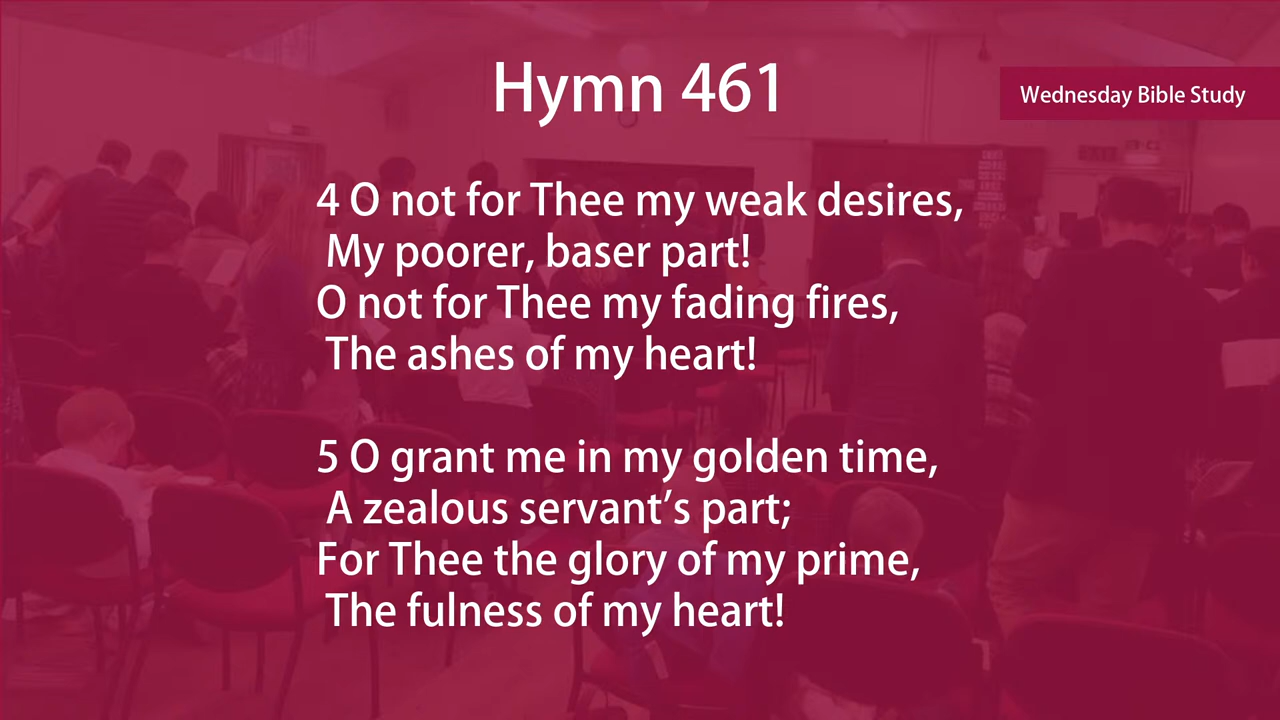 Hymn 461
Wednesday Bible Study
4 O not for Thee my weak desires,
My poorer, baser part!
O not for Thee my fading fires,
The ashes of my heart!
5 O grant me in my golden time,
A zealous servant’s part;
For Thee the glory of my prime,
The fulness of my heart!